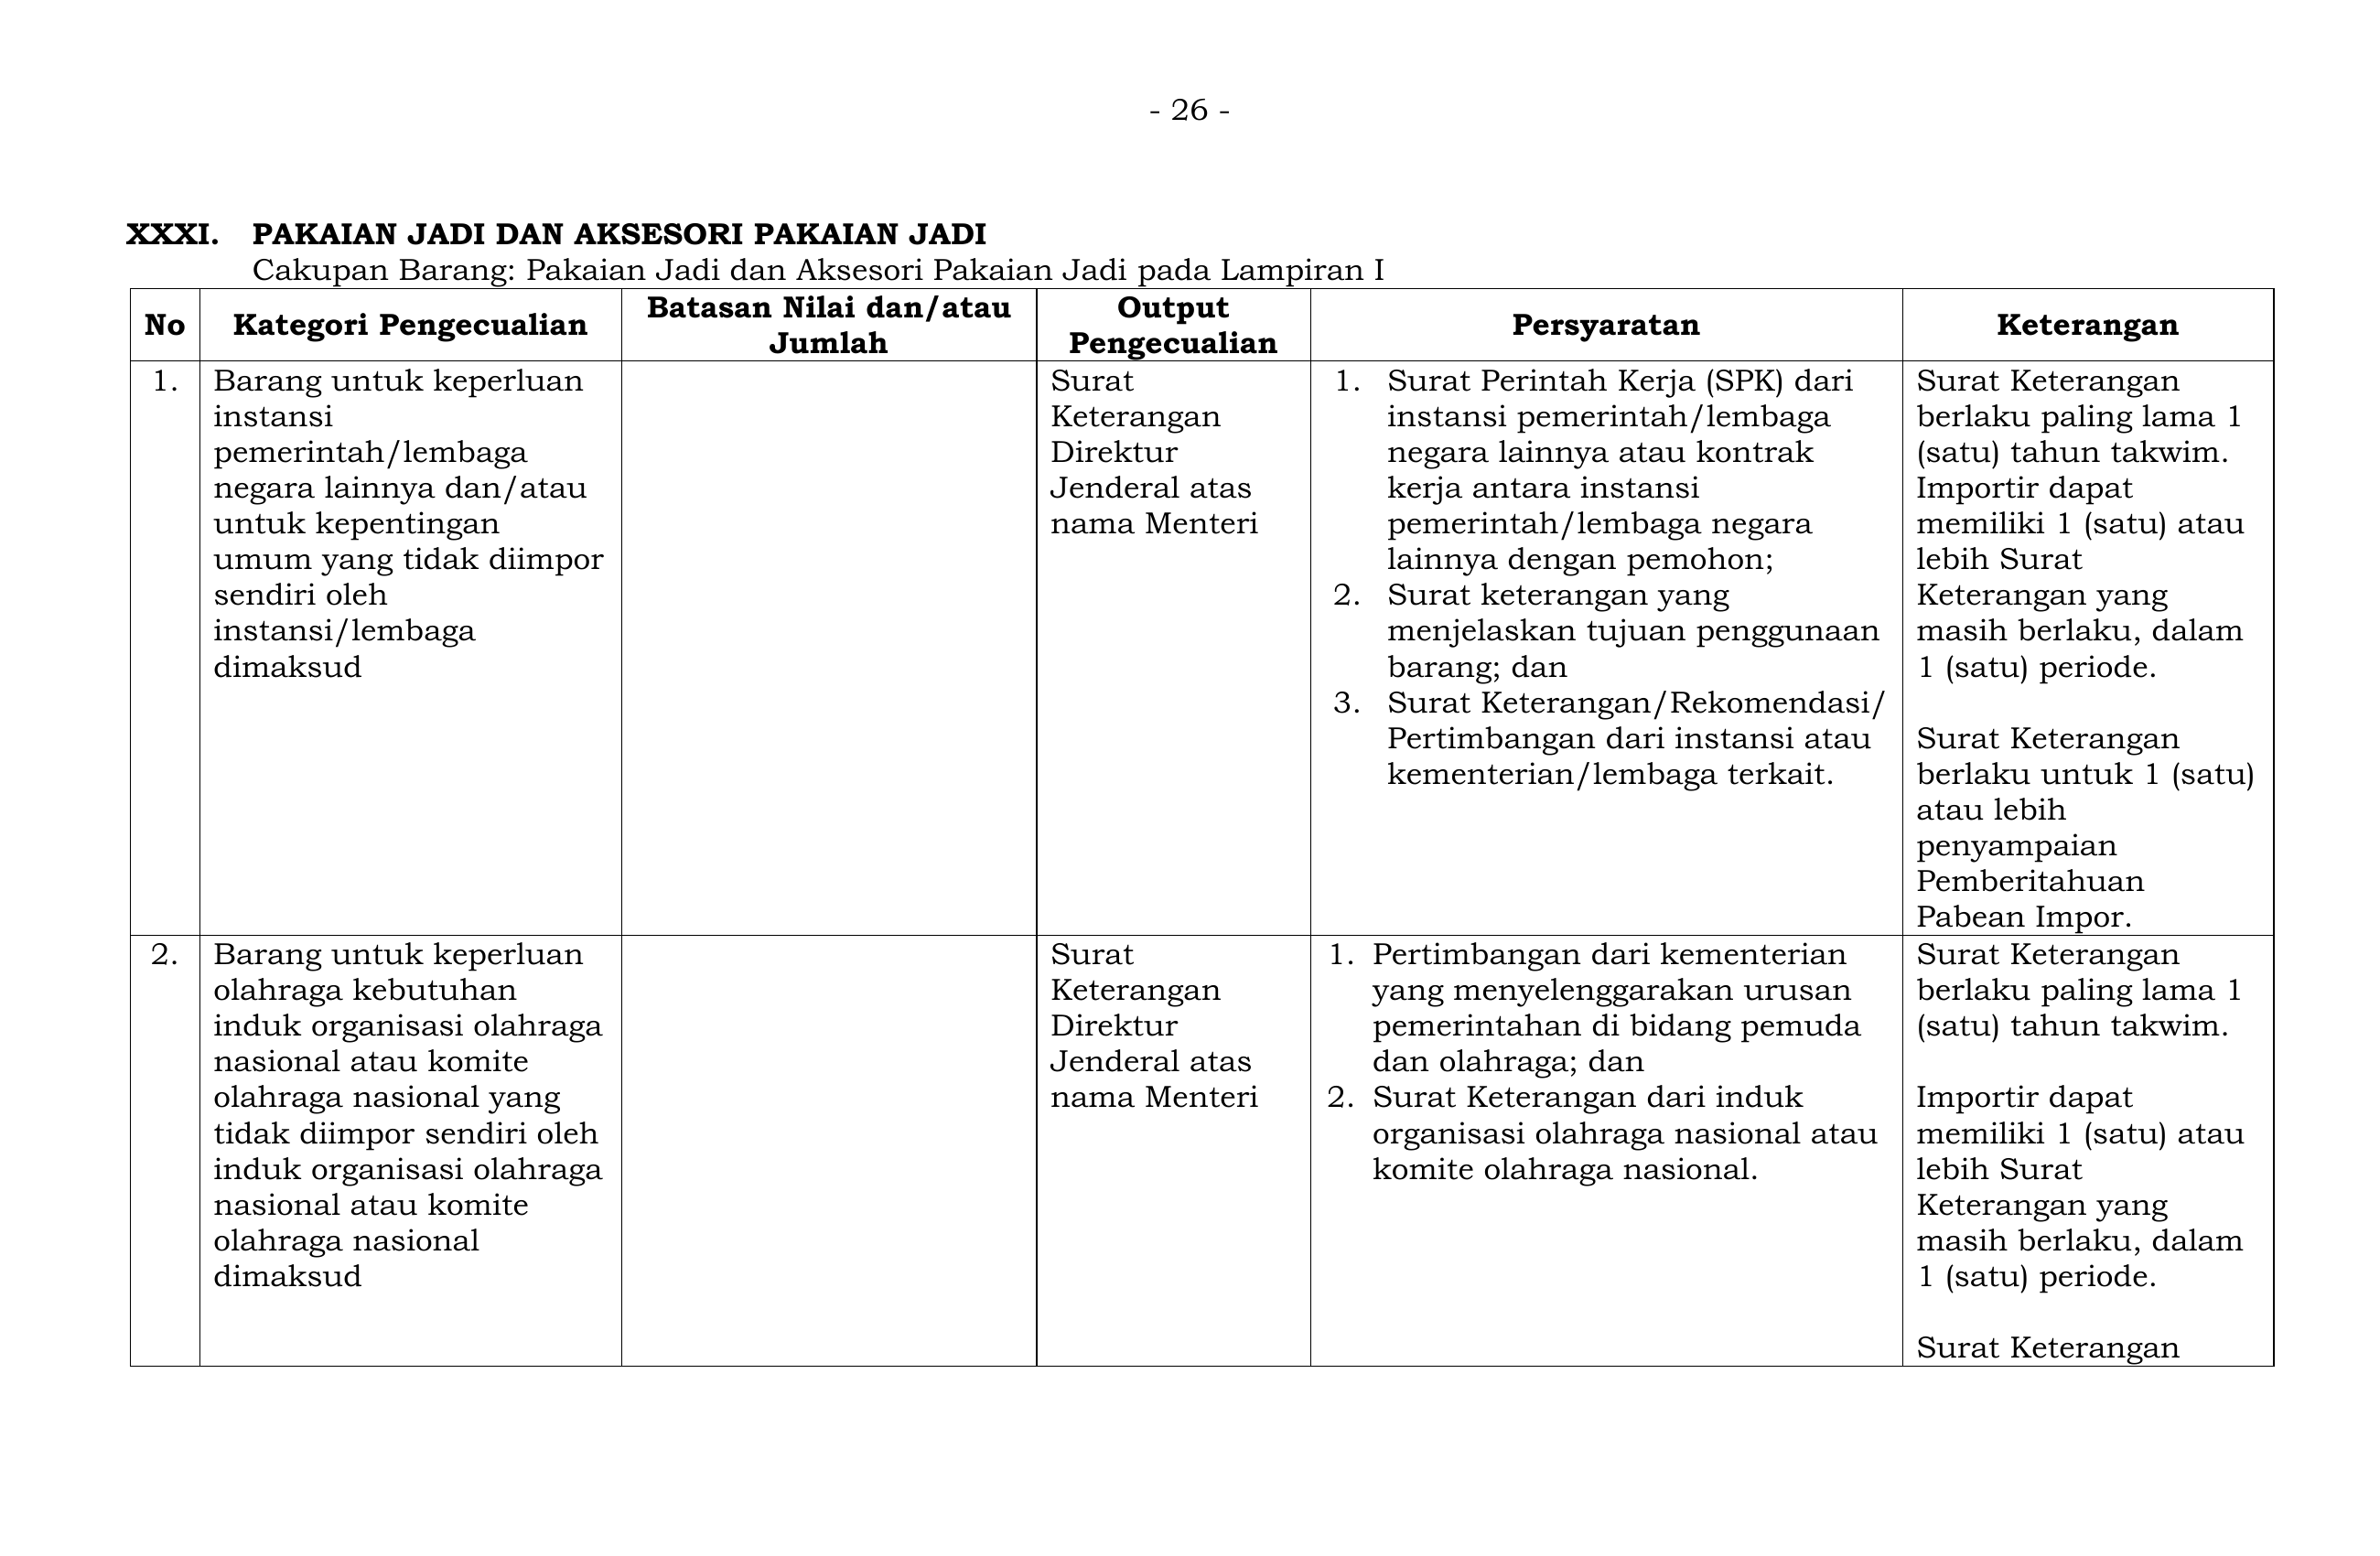 - 26 -
XXXI. PAKAIAN JADI DAN AKSESORI PAKAIAN JADI
Cakupan Barang: Pakaian Jadi dan Aksesori Pakaian Jadi pada Lampiran I
No
Kategori Pengecualian
Batasan Nilai dan/atau
Jumlah
Output
Pengecualian
Persyaratan
Keterangan
1.
Barang untuk keperluan
instansi
pemerintah/lembaga
negara lainnya dan/atau
untuk kepentingan
umum yang tidak diimpor
sendiri oleh
instansi/lembaga
dimaksud
Surat
Keterangan
Direktur
Jenderal atas
nama Menteri
1. Surat Perintah Kerja (SPK) dari
instansi pemerintah/lembaga
negara lainnya atau kontrak
kerja antara instansi
pemerintah/lembaga negara
lainnya dengan pemohon;
2. Surat keterangan yang
menjelaskan tujuan penggunaan
barang; dan
3. Surat Keterangan/Rekomendasi/
Pertimbangan dari instansi atau
kementerian/lembaga terkait.
Surat Keterangan
berlaku paling lama 1
(satu) tahun takwim.
Importir dapat
memiliki 1 (satu) atau
lebih Surat
Keterangan yang
masih berlaku, dalam
1 (satu) periode.
Surat Keterangan
berlaku untuk 1 (satu)
atau lebih
penyampaian
Pemberitahuan
Pabean Impor.
2.
Barang untuk keperluan
olahraga kebutuhan
induk organisasi olahraga
nasional atau komite
olahraga nasional yang
tidak diimpor sendiri oleh
induk organisasi olahraga
nasional atau komite
olahraga nasional
dimaksud
Surat
Keterangan
Direktur
Jenderal atas
nama Menteri
1. Pertimbangan dari kementerian
yang menyelenggarakan urusan
pemerintahan di bidang pemuda
dan olahraga; dan
2. Surat Keterangan dari induk
organisasi olahraga nasional atau
komite olahraga nasional.
Surat Keterangan
berlaku paling lama 1
(satu) tahun takwim.
Importir dapat
memiliki 1 (satu) atau
lebih Surat
Keterangan yang
masih berlaku, dalam
1 (satu) periode.
Surat Keterangan